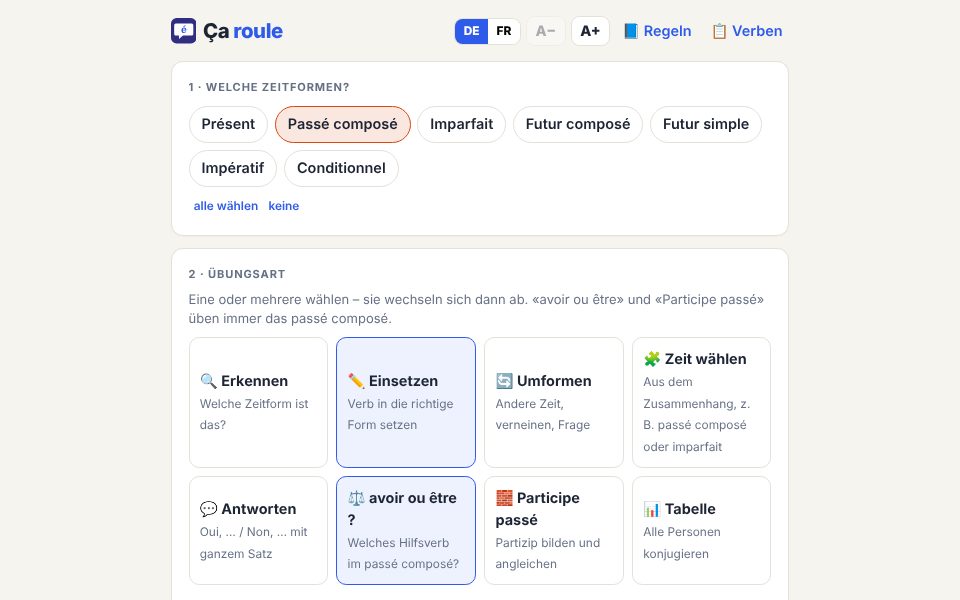 é Ça roule DE FR A− A+ 📘 Regeln 📋 Verben
1 · WELCHE ZEITFORMEN?
Présent Passé composé Imparfait Futur composé Futur simple
Impératif Conditionnel
alle wählen keine
2 · ÜBUNGSART
Eine oder mehrere wählen – sie wechseln sich dann ab. «avoir ou être» und «Participe passé»
üben immer das passé composé.
🔍 Erkennen
Welche Zeitform ist
das?
✏️ Einsetzen
Verb in die richtige
Form setzen
🔄 Umformen
Andere Zeit,
verneinen, Frage
🧩 Zeit wählen
Aus dem
Zusammenhang, z.
B. passé composé
oder imparfait
💬 Antworten
Oui, … / Non, … mit
ganzem Satz
⚖️ avoir ou être
?
Welches Hilfsverb
im passé composé?
🧱 Participe
passé
Partizip bilden und
angleichen
📊 Tabelle
Alle Personen
konjugieren